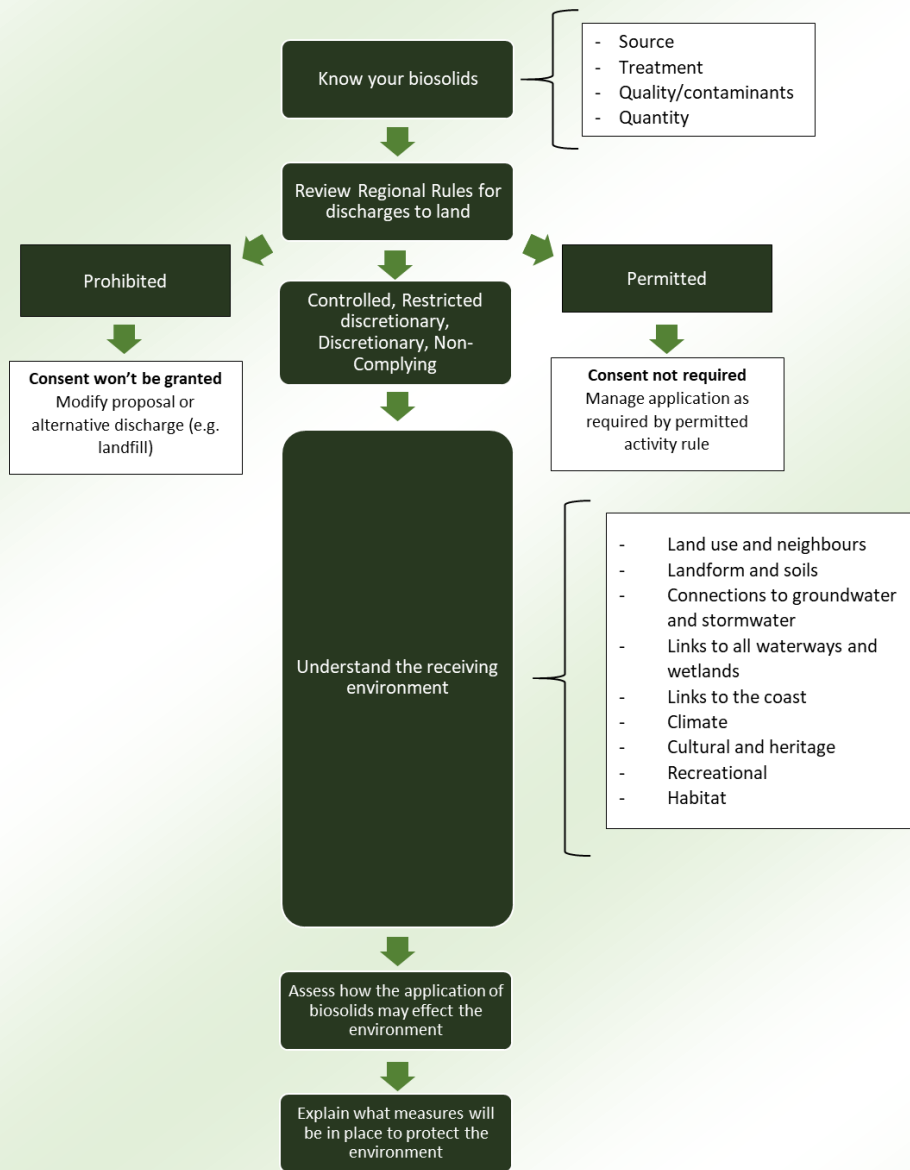 Know your biosolids
- Source
- Treatment
- Quality/contaminants
- Quantity
Review Regional Rules for
discharges to land
Prohibited
Controlled, Restricted
discretionary,
Discretionary, Non-
Complying
Permitted
Consent won’t be granted
Modify proposal or
alternative discharge (e.g.
landfill)
Consent not required
Manage application as
required by permitted
activity rule
Understand the receiving
environment
- Land use and neighbours
- Landform and soils
- Connections to groundwater
and stormwater
- Links to all waterways and
wetlands
- Links to the coast
- Climate
- Cultural and heritage
- Recreational
- Habitat
Assess how the application of
biosolids may effect the
environment
Explain what measures will
be in place to protect the
environment